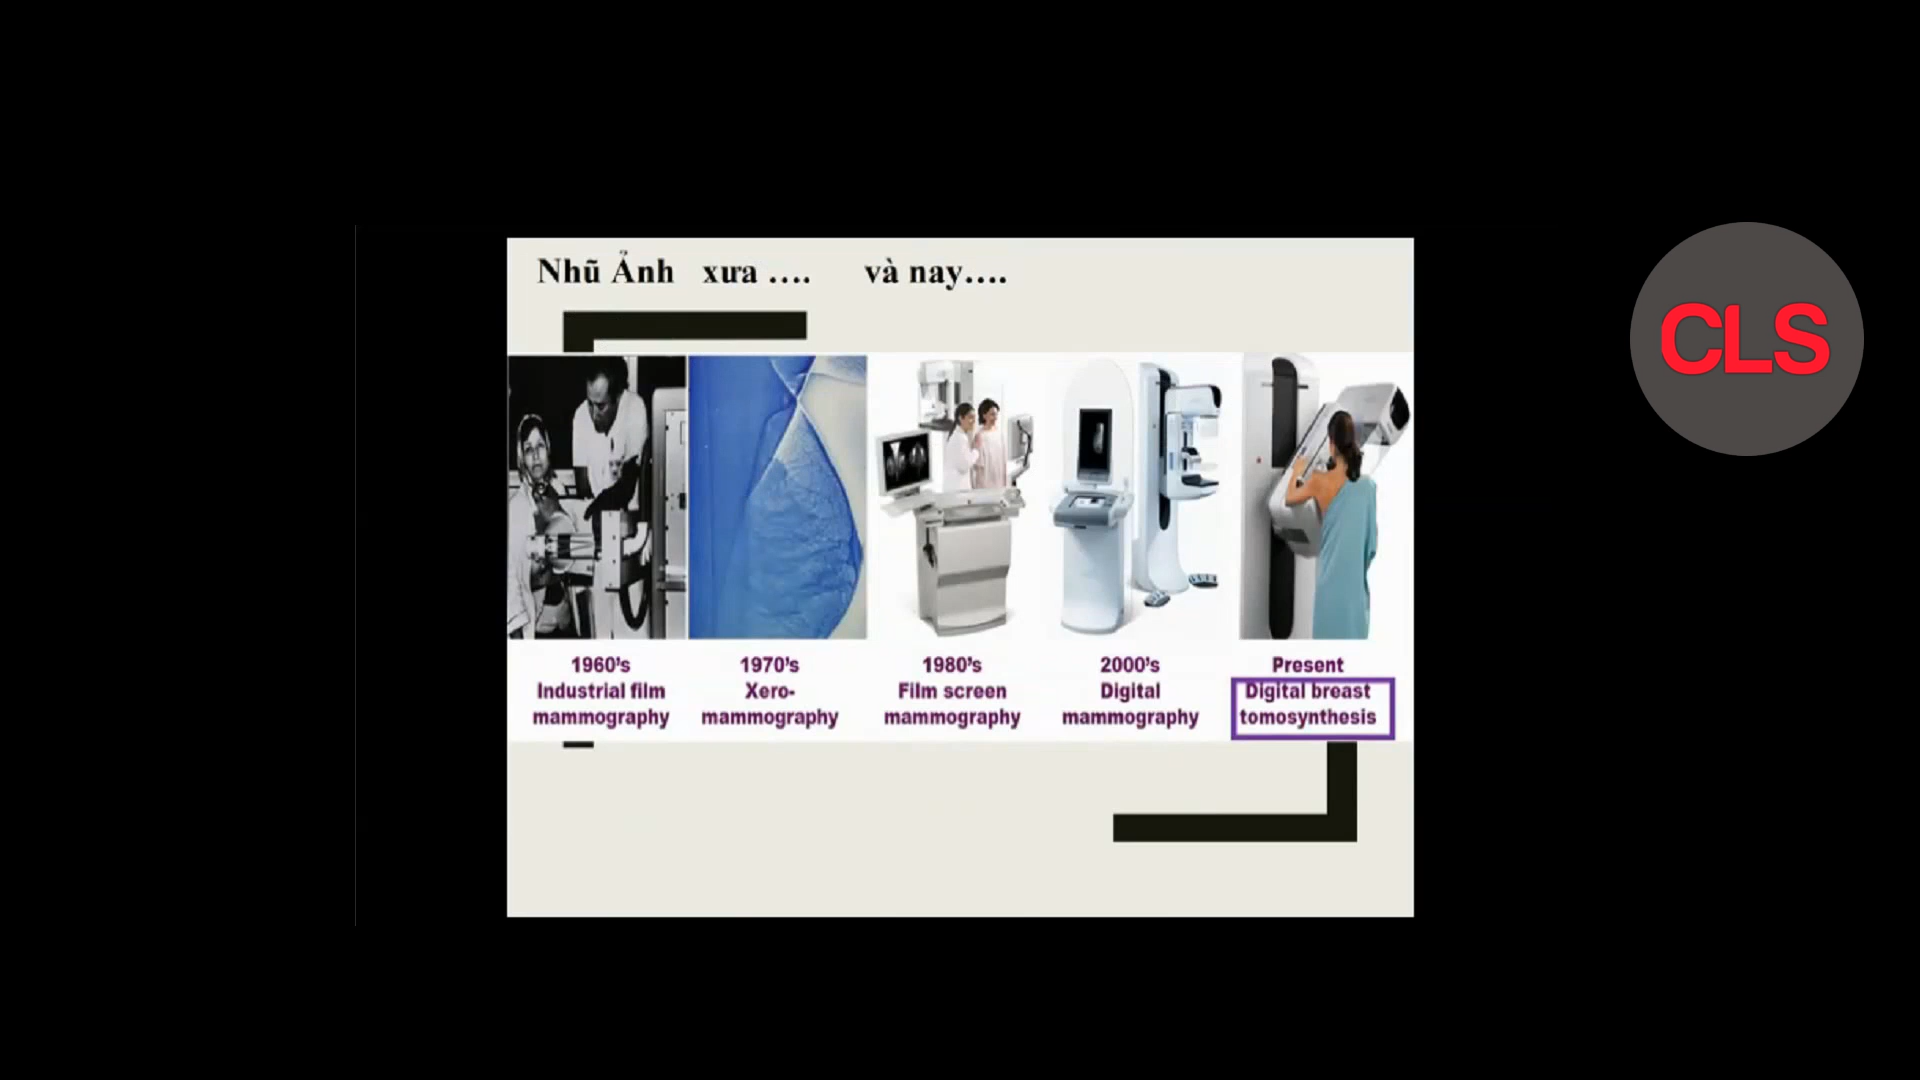 Nhũ Ảnh xưa .... và nay....
CLS
1960's
Industrial film
mammography
1970's
Xero-
mammography
1980's
Film screen
mammography
2000's
Digital
mammography
Present
Digital breast
tomosynthesis